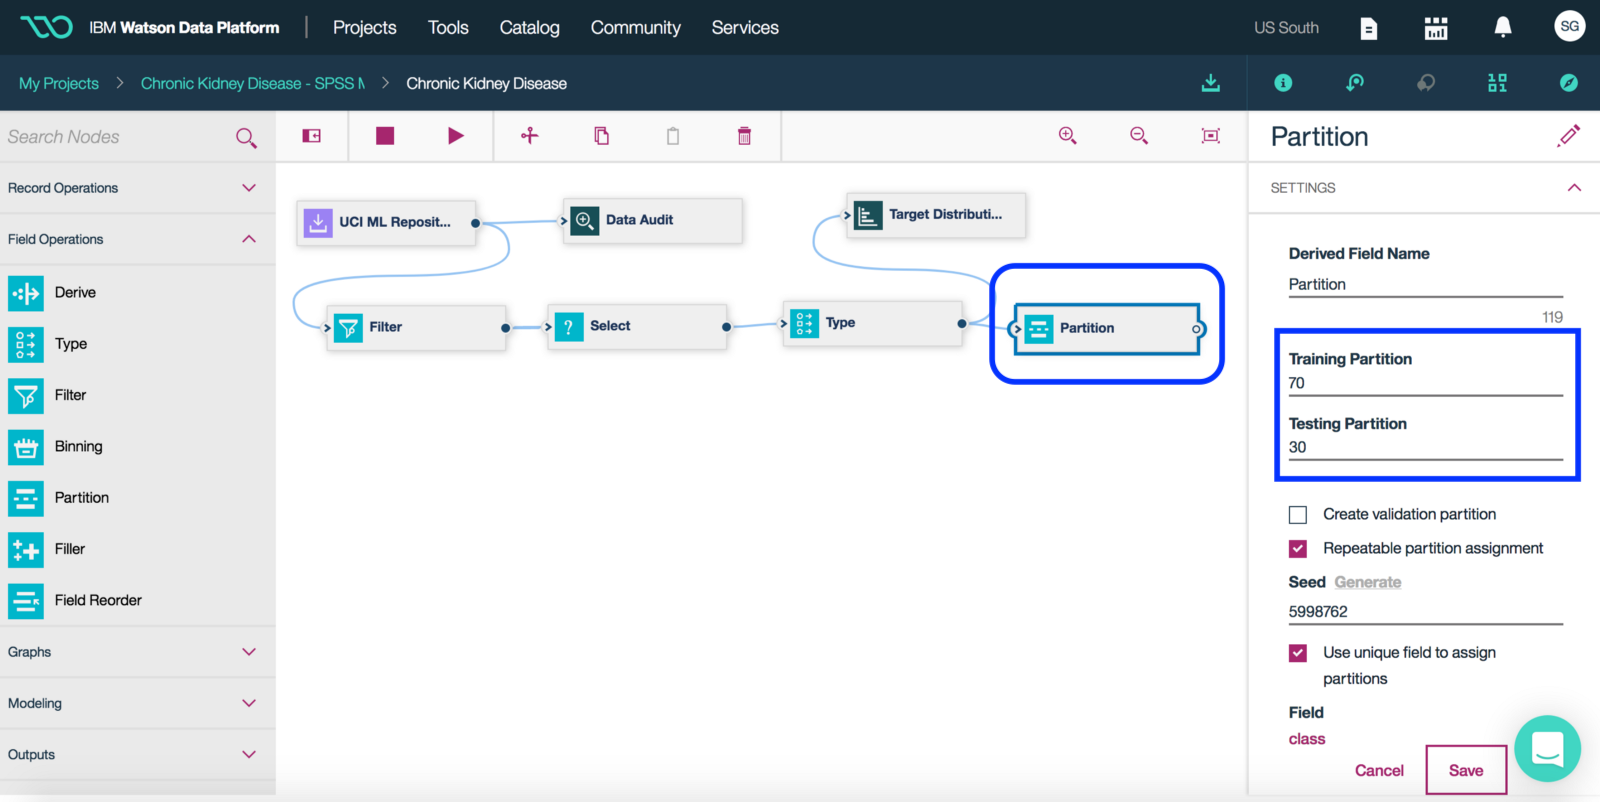 IBM Watson Data Platform
Projects
Tools
Catalog
Community
Services
US South
SG
My Projects
Chronic Kidney Disease - SPSS M
Chronic Kidney Disease
Search Nodes
Record Operations
Field Operations
Derive
Type
Filter
Binning
Partition
Filler
Field Reorder
Graphs
Modeling
Outputs
UCI ML Reposit...
Data Audit
Target Distributi...
Filter
Select
Type
Partition
Partition
SETTINGS
Derived Field Name
Partition
119
Training Partition
70
Testing Partition
30
Create validation partition
Repeatable partition assignment
Seed Generate
5998762
Use unique field to assign
partitions
Field
class
Cancel
Save